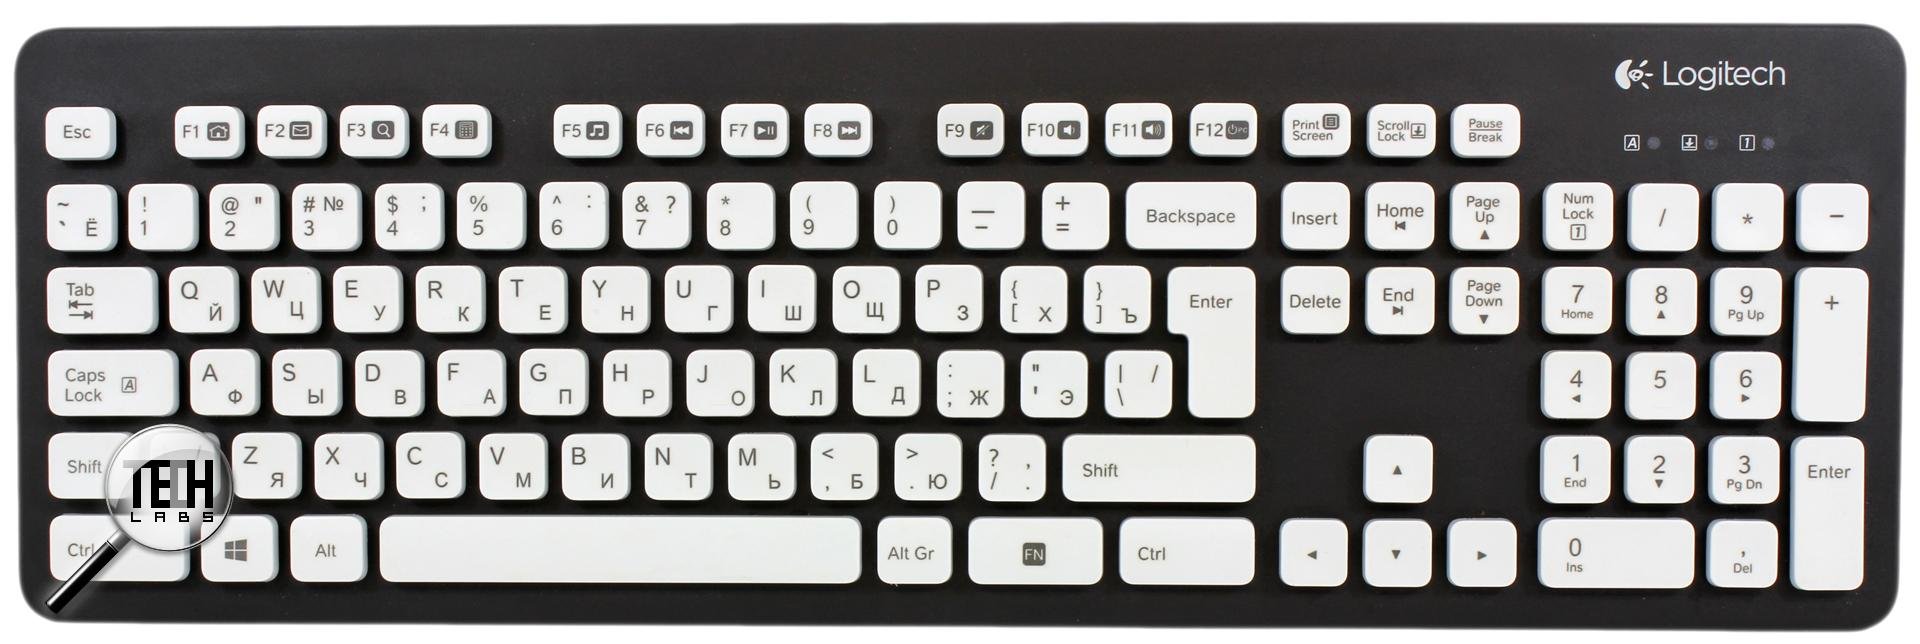 Logitech
Esc F1 F2 F3 F4 F5 F6 F7 F8 F9 F10 F11 F12 PC Print Screen Scroll Lock Pause Break A 1
~ ` Ё ! 1 @ " 2 # № 3 $ ; 4 % 5 ^ : 6 & ? 7 * 8 ( 9 ) 0 — - + = Backspace Insert Home Page Up Num Lock 1 / * −
Tab Q Й W Ц E У R К T Е Y Н U Г I Ш O Щ P З { [ Х } ] Ъ Enter Delete End Page Down 7 Home 8 9 Pg Up +
Caps Lock A A Ф S Ы D В F А G П H Р J О K Л L Д : ; Ж " ' Э | / \ 4 5 6
Shift Z Я X Ч C С V М B И N Т M Ь < , Б > . Ю ? , / . Shift 1 End 2 3 Pg Dn Enter
TECH
LABS
Ctrl Alt Alt Gr FN Ctrl 0 Ins , Del